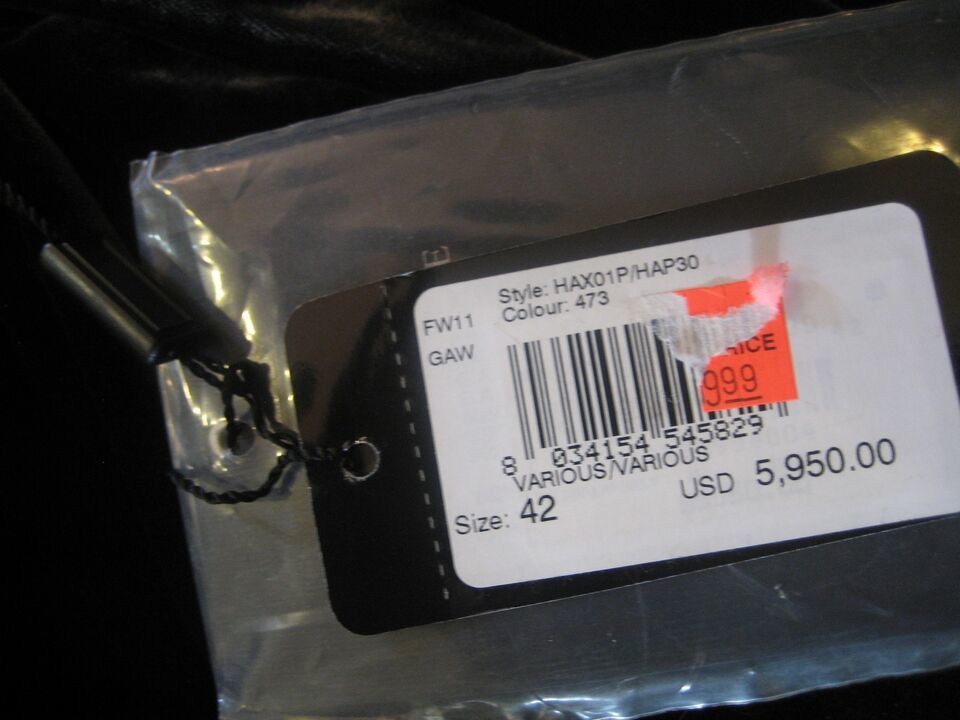 Style: HAX01P/HAP30
Colour: 473
FW11
GAW
RICE
999
8 034154 545829
VARIOUS/VARIOUS
Size: 42
USD 5,950.00